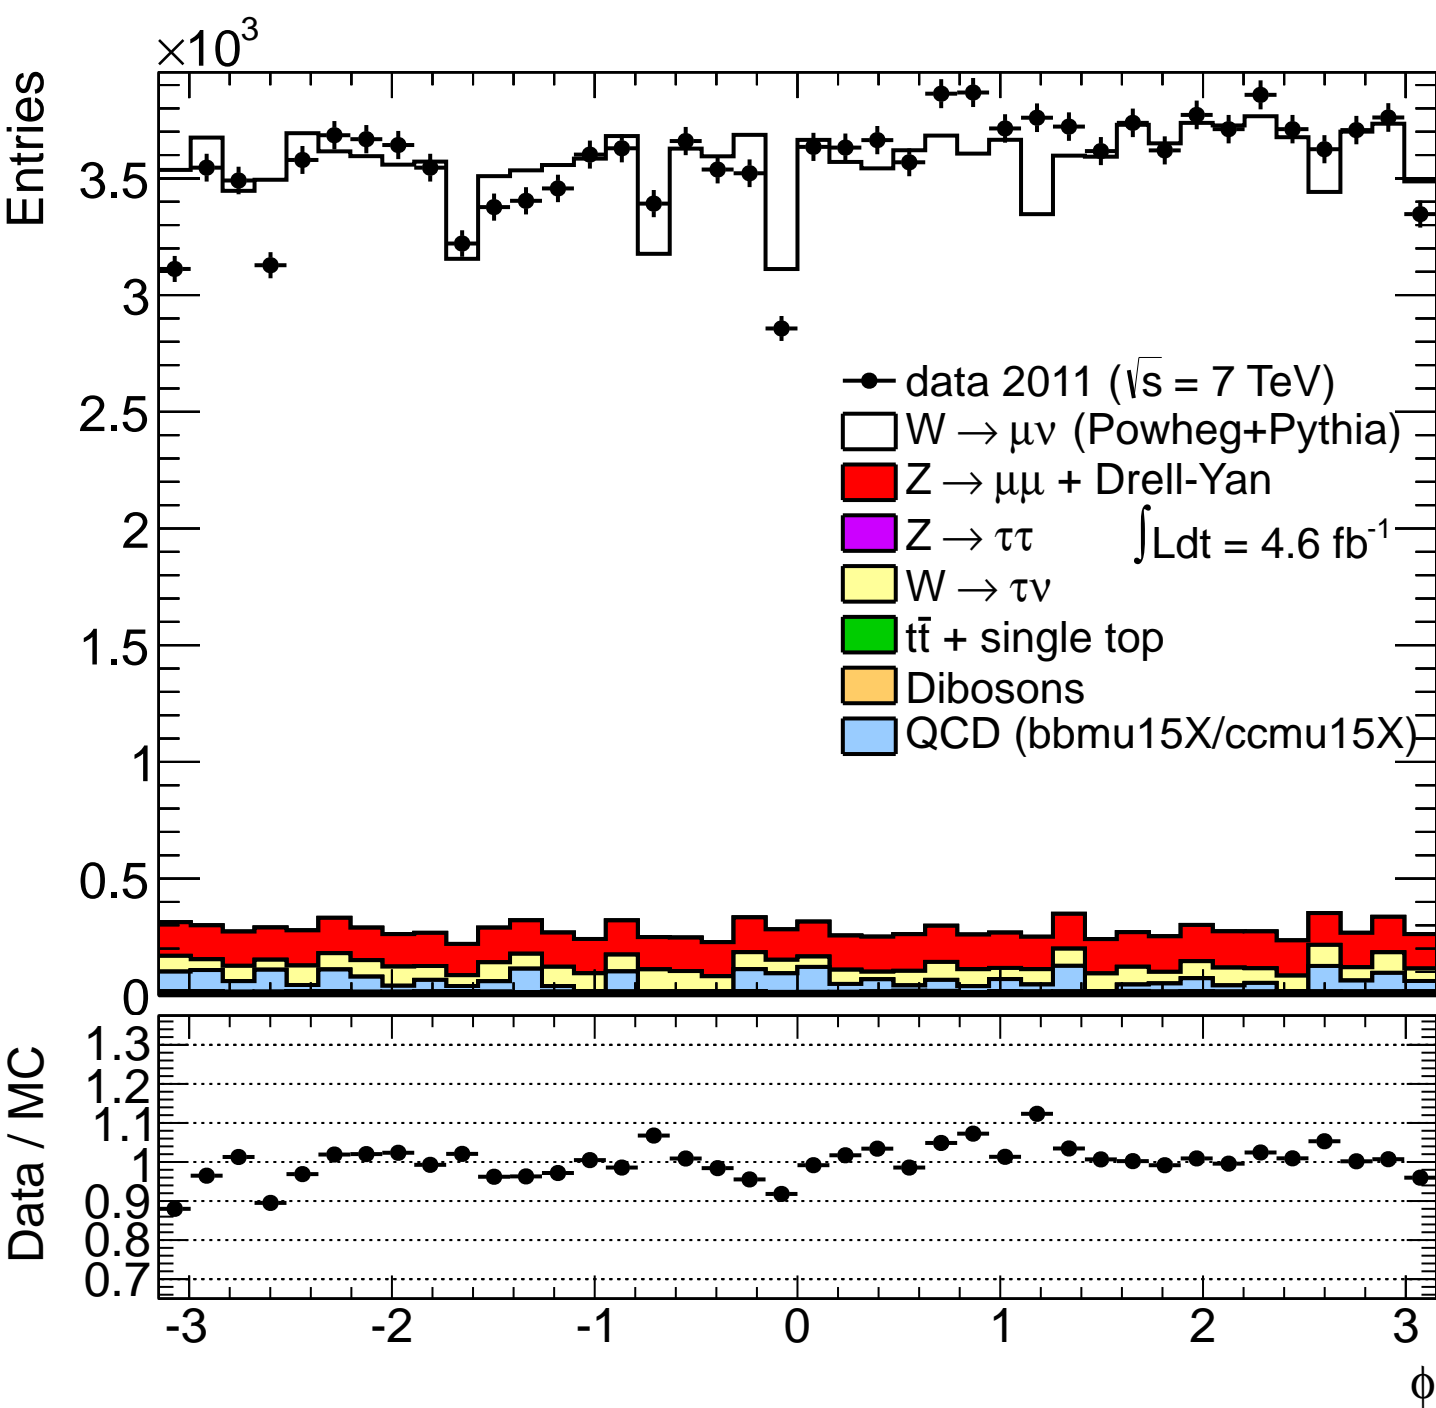 ×10³
Entries
3.5
3
2.5
2
1.5
1
0.5
0
data 2011 (√s = 7 TeV)
W → μν (Powheg+Pythia)
Z → μμ + Drell-Yan
Z → ττ
∫Ldt = 4.6 fb⁻¹
W → τν
tt̄ + single top
Dibosons
QCD (bbmu15X/ccmu15X)
Data / MC
1.3
1.2
1.1
1
0.9
0.8
0.7
-3 -2 -1 0 1 2 3
ϕ